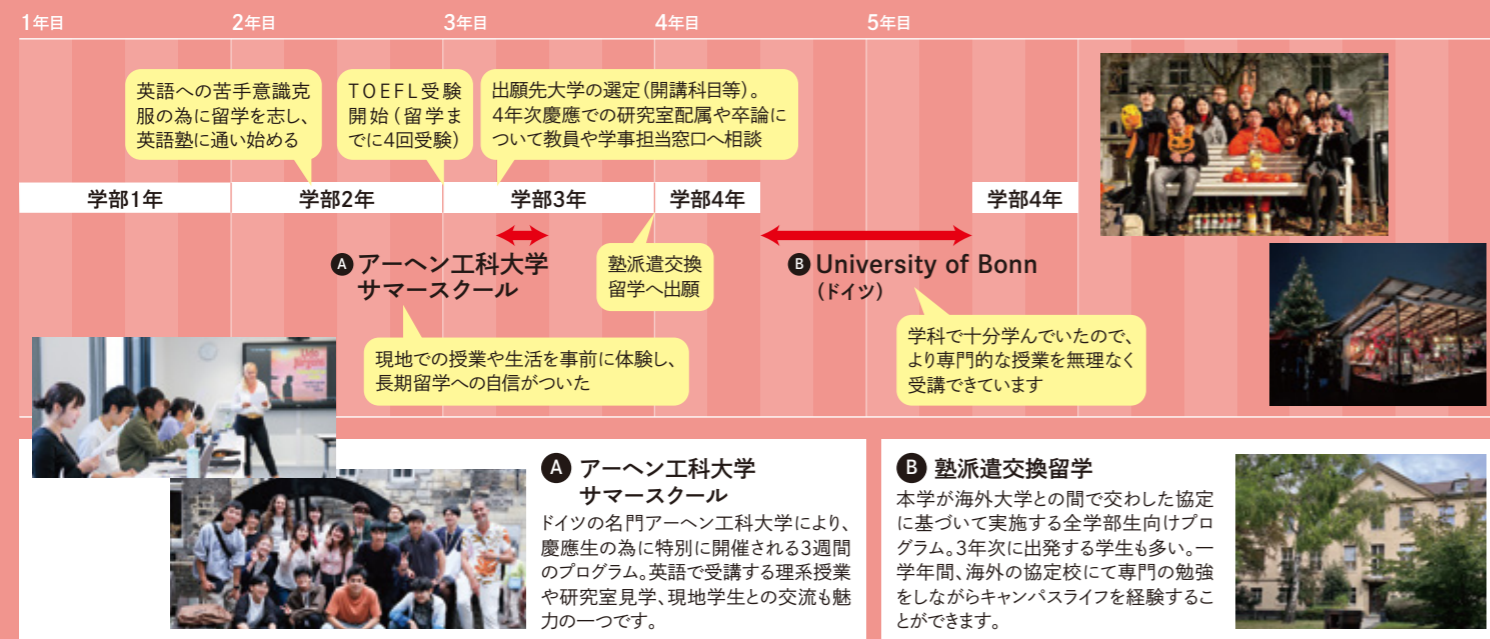 1年目
2年目
3年目
4年目
5年目
英語への苦手意識克
服の為に留学を志し、
英語塾に通い始める
TOEFL受験
開始(留学ま
でに4回受験)
出願先大学の選定(開講科目等)。
4年次慶應での研究室配属や卒論に
ついて教員や学事担当窓口へ相談
学部1年
学部2年
学部3年
学部4年
学部4年
A アーヘン工科大学
サマースクール
塾派遣交換
留学へ出願
B University of Bonn
(ドイツ)
現地での授業や生活を事前に体験し、
長期留学への自信がついた
学科で十分学んでいたので、
より専門的な授業を無理なく
受講できています
A アーヘン工科大学
サマースクール
ドイツの名門アーヘン工科大学により、
慶應生の為に特別に開催される3週間
のプログラム。英語で受講する理系授業
や研究室見学、現地学生との交流も魅
力の一つです。
B 塾派遣交換留学
本学が海外大学との間で交わした協定
に基づいて実施する全学部生向けプロ
グラム。3年次に出発する学生も多い。一
学年間、海外の協定校にて専門の勉強
をしながらキャンパスライフを経験するこ
とができます。